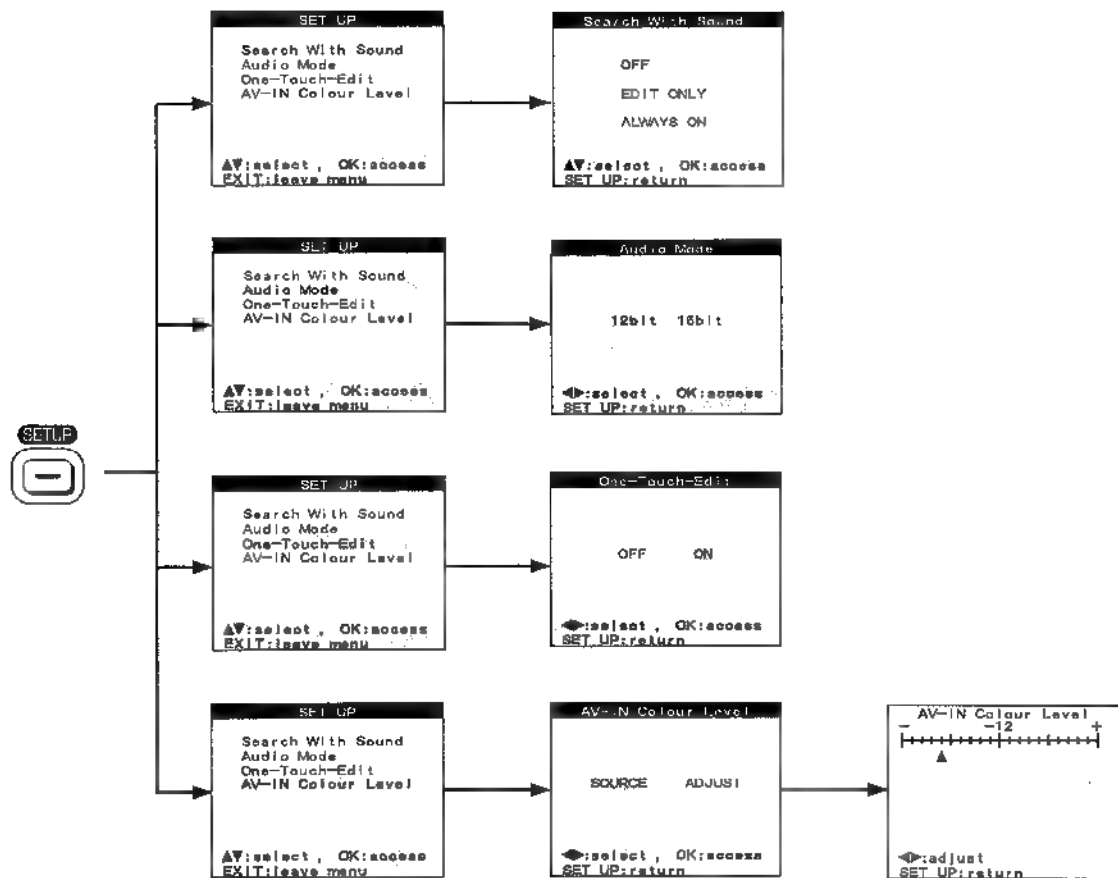 SET UP
Search With Sound
Audio Mode
One-Touch-Edit
AV-IN Colour Level
▲▼:select , OK:access
EXIT:leave menu
Search With Sound
OFF
EDIT ONLY
ALWAYS ON
▲▼:select , OK:access
SET UP:return
SET UP
Search With Sound
Audio Mode
One-Touch-Edit
AV-IN Colour Level
▲▼:select , OK:access
EXIT:leave menu
Audio Mode
12bit 16bit
◀▶:select , OK:access
SET UP:return
SETUP
SET UP
Search With Sound
Audio Mode
One-Touch-Edit
AV-IN Colour Level
▲▼:select , OK:access
EXIT:leave menu
One-Touch-Edit
OFF ON
◀▶:select , OK:access
SET UP:return
SET UP
Search With Sound
Audio Mode
One-Touch-Edit
AV-IN Colour Level
▲▼:select , OK:access
EXIT:leave menu
AV-IN Colour Level
SOURCE ADJUST
◀▶:select , OK:access
SET UP:return
AV-IN Colour Level
- -12 +
◀▶:adjust
SET UP:return